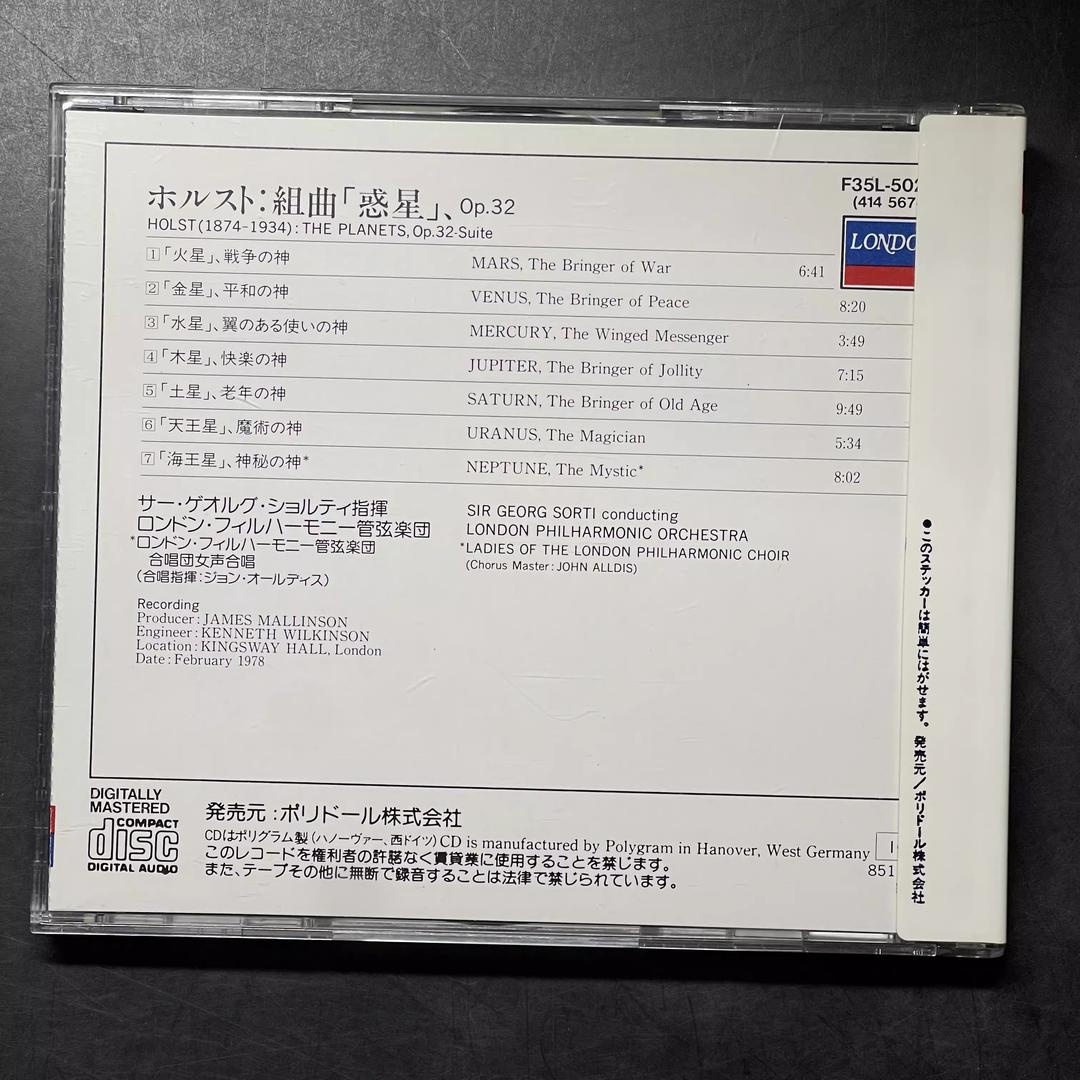 ホルスト:組曲「惑星」、Op.32
HOLST(1874-1934): THE PLANETS, Op.32-Suite
F35L-502
(414 567
LONDO
1「火星」、戦争の神 MARS, The Bringer of War 6:41
2「金星」、平和の神 VENUS, The Bringer of Peace 8:20
3「水星」、翼のある使いの神 MERCURY, The Winged Messenger 3:49
4「木星」、快楽の神 JUPITER, The Bringer of Jollity 7:15
5「土星」、老年の神 SATURN, The Bringer of Old Age 9:49
6「天王星」、魔術の神 URANUS, The Magician 5:34
7「海王星」、神秘の神* NEPTUNE, The Mystic* 8:02
サー・ゲオルグ・ショルティ指揮
ロンドン・フィルハーモニー管弦楽団
*ロンドン・フィルハーモニー管弦楽団
合唱団女声合唱
(合唱指揮:ジョン・オールディス)
SIR GEORG SORTI conducting
LONDON PHILHARMONIC ORCHESTRA
*LADIES OF THE LONDON PHILHARMONIC CHOIR
(Chorus Master: JOHN ALLDIS)
Recording
Producer: JAMES MALLINSON
Engineer: KENNETH WILKINSON
Location: KINGSWAY HALL, London
Date: February 1978
DIGITALLY
MASTERED
COMPACT
disc
DIGITAL AUDIO
発売元:ポリドール株式会社
CDはポリグラム製(ハノーヴァー、西ドイツ) CD is manufactured by Polygram in Hanover, West Germany
このレコードを権利者の許諾なく賃貸業に使用することを禁じます。
また、テープその他に無断で録音することは法律で禁じられています。
851
●このステッカーは簡単にはがせます。 発売元/ポリドール株式会社